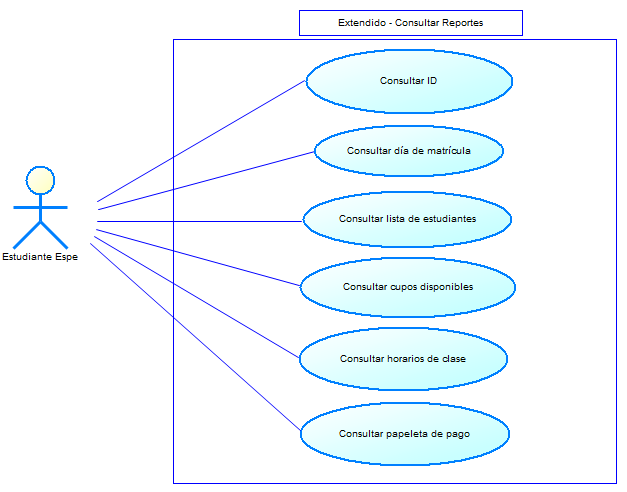 Extendido - Consultar Reportes
Consultar ID
Consultar día de matrícula
Consultar lista de estudiantes
Estudiante Espe
Consultar cupos disponibles
Consultar horarios de clase
Consultar papeleta de pago